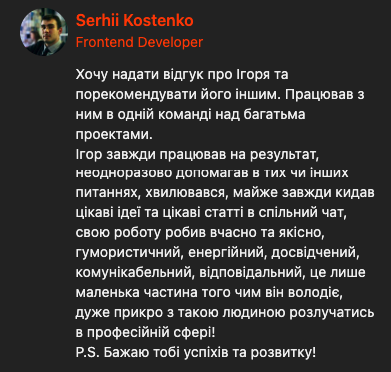 Serhii Kostenko
Frontend Developer
Хочу надати відгук про Ігоря та
порекомендувати його іншим. Працював з
ним в одній команді над багатьма
проектами.
Ігор завжди працював на результат,
неодноразово допомагав в тих чи інших
питаннях, хвилювався, майже завжди кидав
цікаві ідеї та цікаві статті в спільний чат,
свою роботу робив вчасно та якісно,
гумористичний, енергійний, досвідчений,
комунікабельний, відповідальний, це лише
маленька частина того чим він володіє,
дуже прикро з такою людиною розлучатись
в професійній сфері!
P.S. Бажаю тобі успіхів та розвитку!